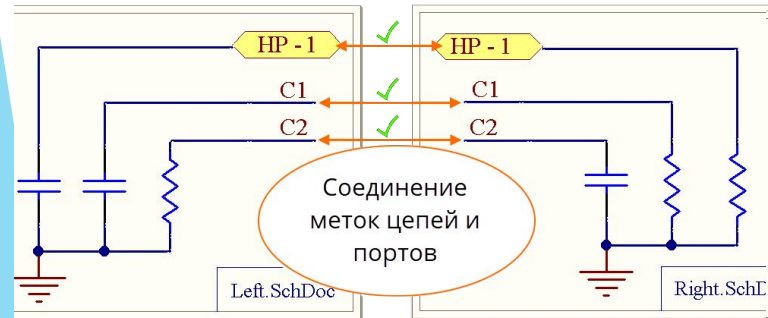 HP - 1
HP - 1
C1
C1
C2
C2
Соединение
меток цепей и
портов
Left.SchDoc
Right.SchD